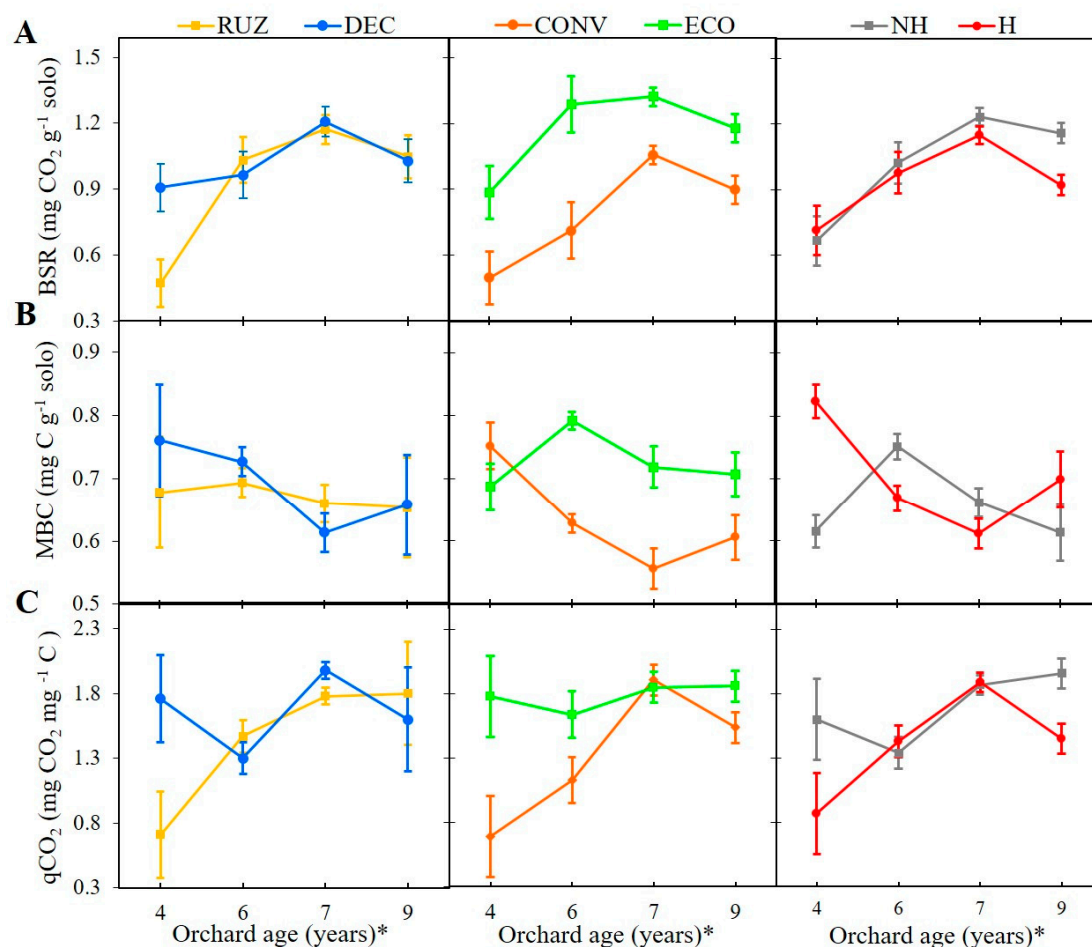 A
RUZ DEC CONV ECO NH H
BSR (mg CO₂ g⁻¹ solo)
1.5
1.2
0.9
0.6
0.3
B
MBC (mg C g⁻¹ solo)
0.9
0.8
0.7
0.6
0.5
C
qCO₂ (mg CO₂ mg ⁻¹ C)
2.3
1.8
1.3
0.8
0.3
4 6 7 9 4 6 7 9 4 6 7 9
Orchard age (years)* Orchard age (years)* Orchard age (years)*